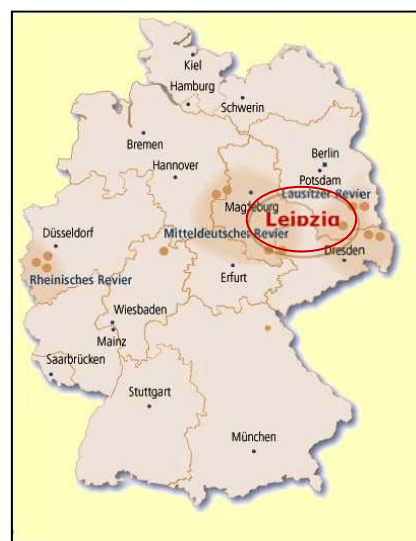 Kiel
Hamburg
Schwerin
Bremen
Berlin
Hannover
Potsdam
Lausitzer Revier
Magdeburg
Leipzig
Düsseldorf
Mitteldeutscher Revier
Dresden
Rheinisches Revier
Erfurt
Wiesbaden
Mainz
Saarbrücken
Stuttgart
München